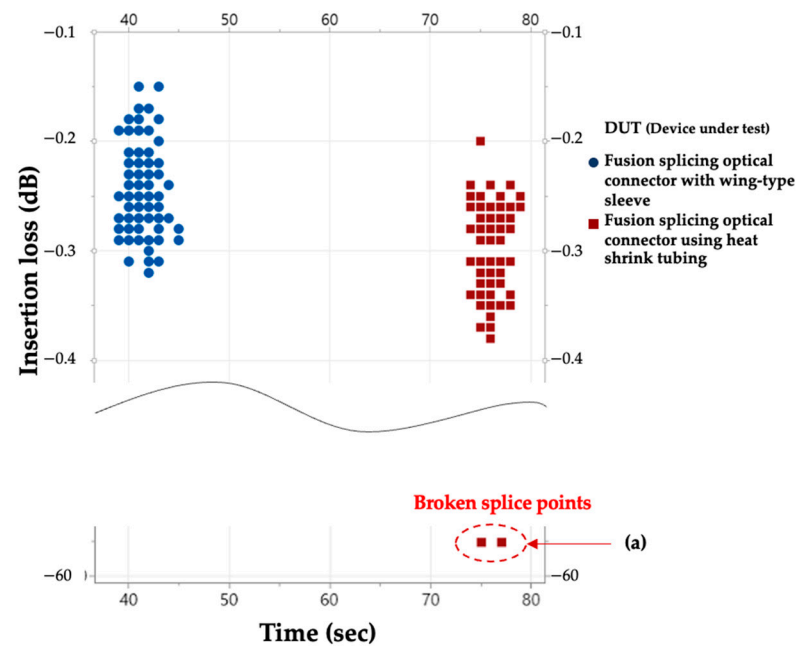 40 50 60 70 80
−0.1 −0.1
−0.2 −0.2
−0.3 −0.3
−0.4 −0.4
Insertion loss (dB)
DUT (Device under test)
Fusion splicing optical
connector with wing-type
sleeve
Fusion splicing optical
connector using heat
shrink tubing
Broken splice points
(a)
−60 −60
40 50 60 70 80
Time (sec)